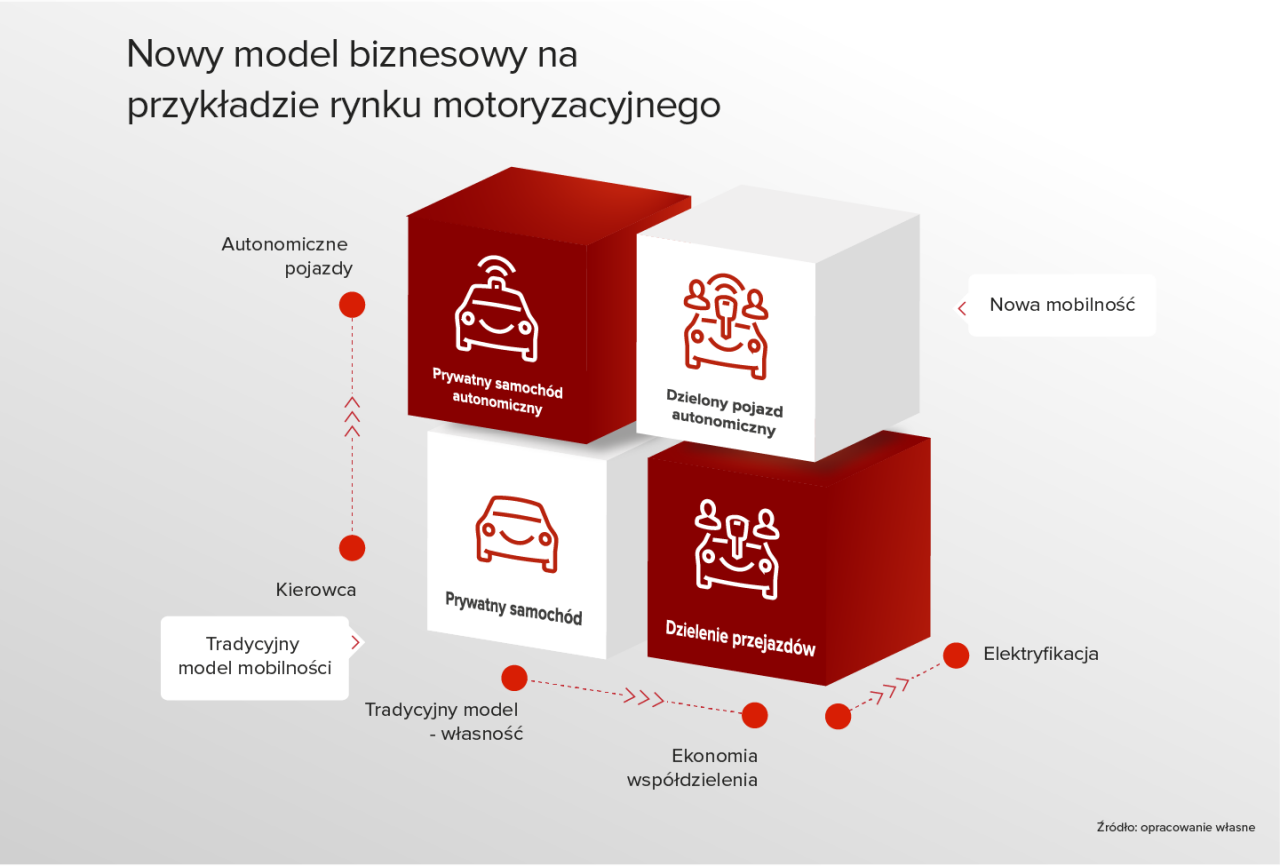 Nowy model biznesowy na
przykładzie rynku motoryzacyjnego
Autonomiczne
pojazdy
Prywatny samochód
autonomiczny
Dzielony pojazd
autonomiczny
Nowa mobilność
Kierowca
Tradycyjny
model mobilności
Prywatny samochód
Dzielenie przejazdów
Elektryfikacja
Tradycyjny model
- własność
Ekonomia
współdzielenia
Źródło: opracowanie własne